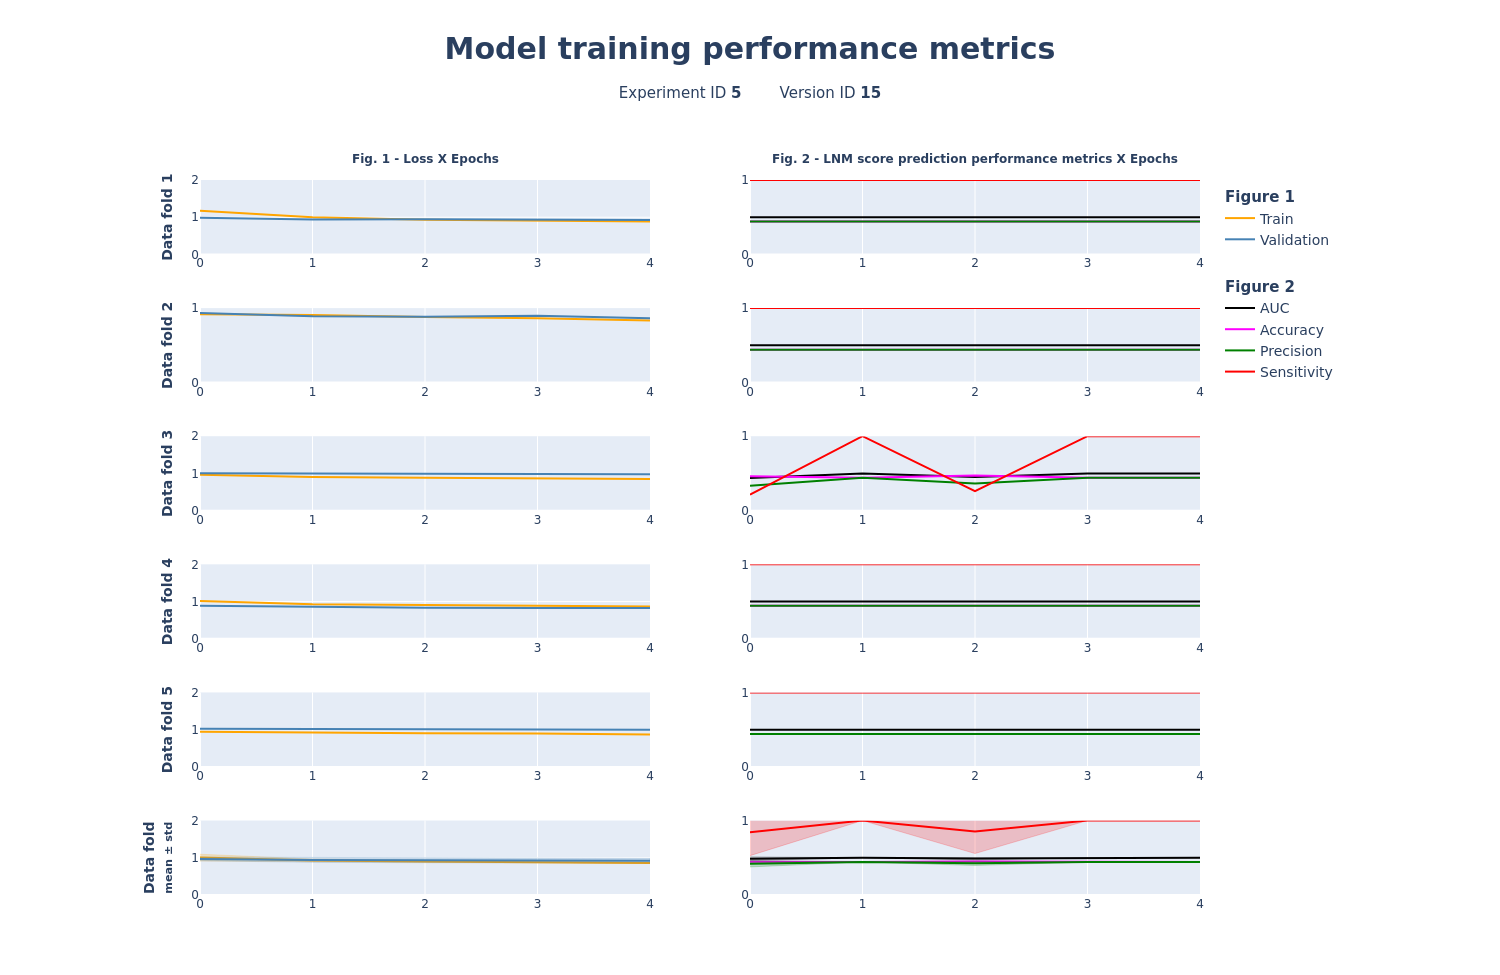 Model training performance metrics
Experiment ID 5 Version ID 15
Fig. 1 - Loss X Epochs
Fig. 2 - LNM score prediction performance metrics X Epochs
Data fold 1
2
1
0
0 1 2 3 4
1
0
0 1 2 3 4
Figure 1
Train
Validation
Figure 2
AUC
Accuracy
Precision
Sensitivity
Data fold 2
1
0
0 1 2 3 4
1
0
0 1 2 3 4
Data fold 3
2
1
0
0 1 2 3 4
1
0
0 1 2 3 4
Data fold 4
2
1
0
0 1 2 3 4
1
0
0 1 2 3 4
Data fold 5
2
1
0
0 1 2 3 4
1
0
0 1 2 3 4
Data fold
mean ± std
2
1
0
0 1 2 3 4
1
0
0 1 2 3 4